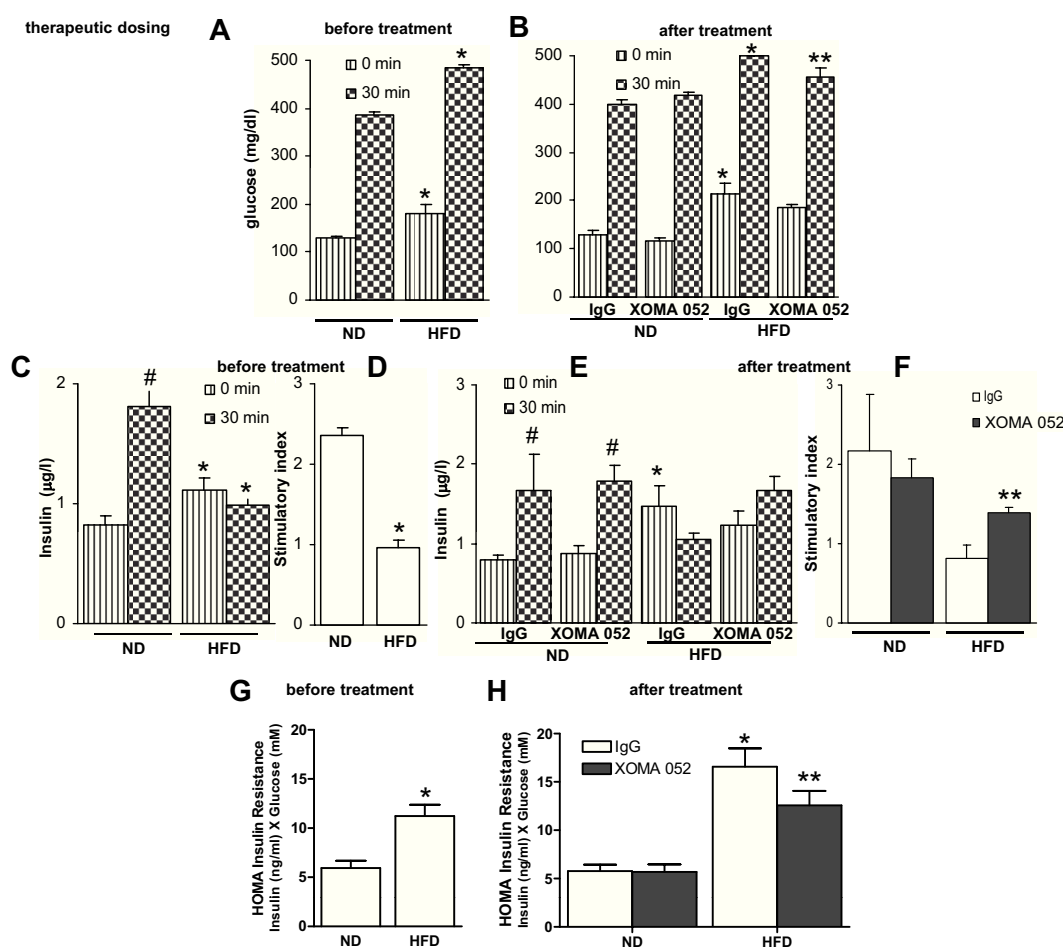 therapeutic dosing
A
before treatment
B
after treatment
500
400
300
200
100
0
glucose (mg/dl)
0 min
30 min
*
*
ND
HFD
500
400
300
200
100
0
0 min
30 min
*
*
**
IgG
XOMA 052
IgG
XOMA 052
ND
HFD
C
before treatment
D
2
1
0
Insulin (µg/l)
#
0 min
30 min
*
*
ND
HFD
3
2
1
0
Stimulatory index
*
ND
HFD
E
after treatment
F
3
2
1
0
Insulin (µg/l)
0 min
30 min
#
#
*
IgG
XOMA 052
IgG
XOMA 052
ND
HFD
3
2
1
0
Stimulatory index
IgG
XOMA 052
**
ND
HFD
G
before treatment
H
after treatment
20
15
10
5
0
HOMA Insulin Resistance
Insulin (ng/ml) X Glucose (mM)
*
ND
HFD
20
15
10
5
0
HOMA Insulin Resistance
Insulin (ng/ml) X Glucose (mM)
IgG
XOMA 052
*
**
ND
HFD